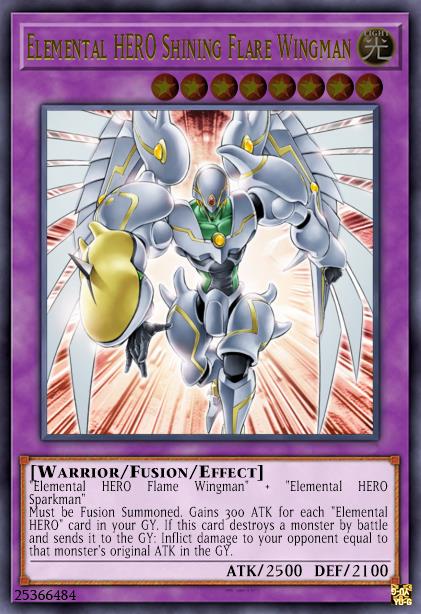 Elemental HERO Shining Flare Wingman
LIGHT
光
[Warrior/Fusion/Effect]
"Elemental HERO Flame Wingman" + "Elemental HERO
Sparkman"
Must be Fusion Summoned. Gains 300 ATK for each "Elemental
HERO" card in your GY. If this card destroys a monster by battle
and sends it to the GY: Inflict damage to your opponent equal to
that monster's original ATK in the GY.
ATK/2500 DEF/2100
25366484